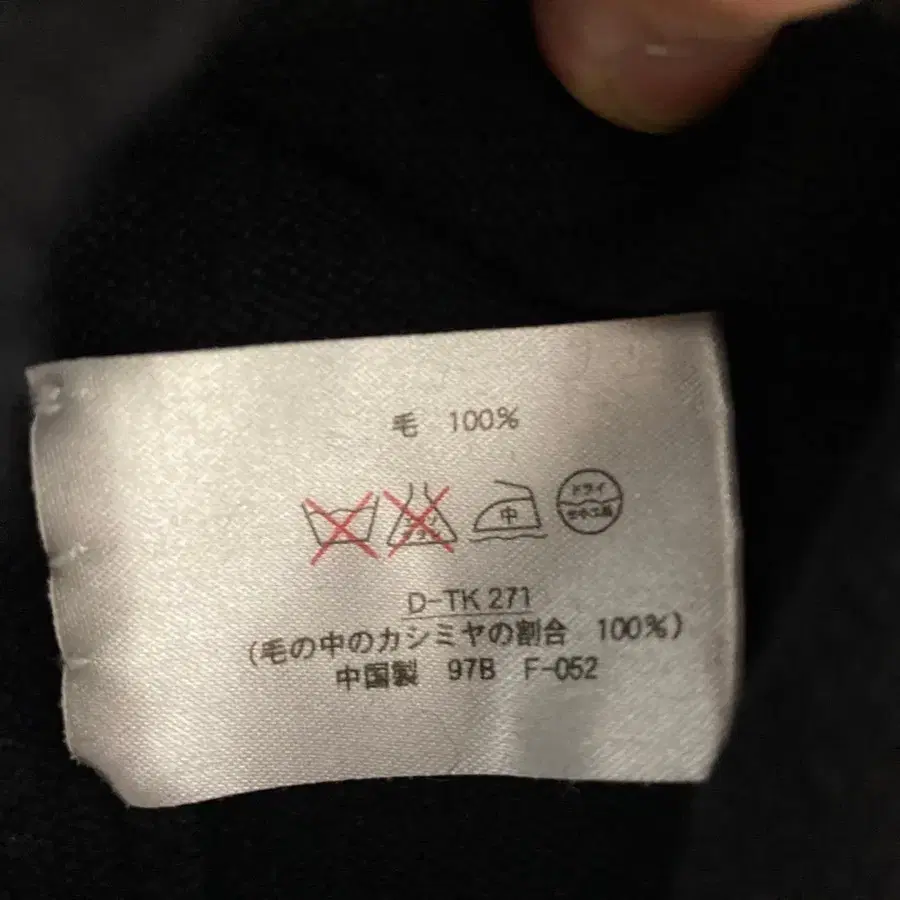 毛 100%
中 ドライ
D-TK 271
(毛の中のカシミヤの割合 100%)
中国製 97B F-052